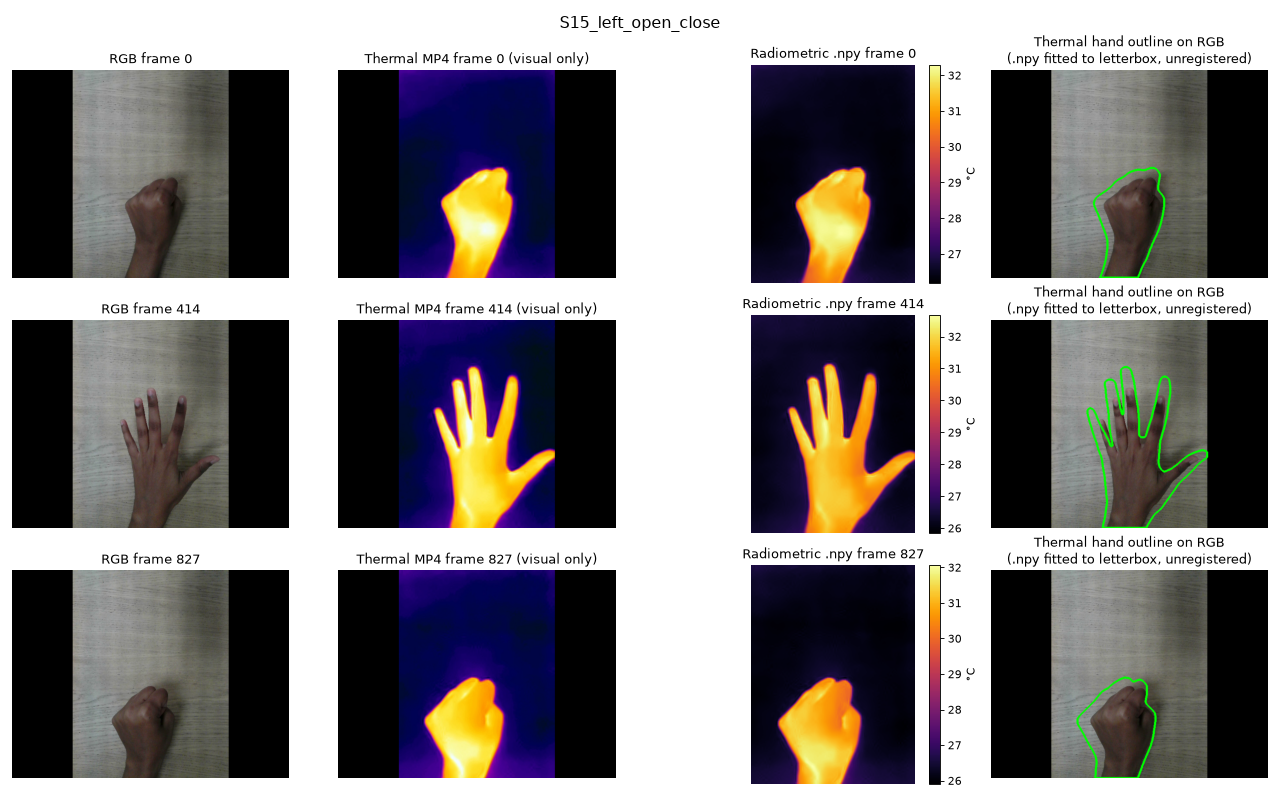 S15_left_open_close
RGB frame 0
Thermal MP4 frame 0 (visual only)
Radiometric .npy frame 0
Thermal hand outline on RGB
(.npy fitted to letterbox, unregistered)
32
31
30
29
28
27
°C
RGB frame 414
Thermal MP4 frame 414 (visual only)
Radiometric .npy frame 414
Thermal hand outline on RGB
(.npy fitted to letterbox, unregistered)
32
31
30
29
28
27
26
°C
RGB frame 827
Thermal MP4 frame 827 (visual only)
Radiometric .npy frame 827
Thermal hand outline on RGB
(.npy fitted to letterbox, unregistered)
32
31
30
29
28
27
26
°C